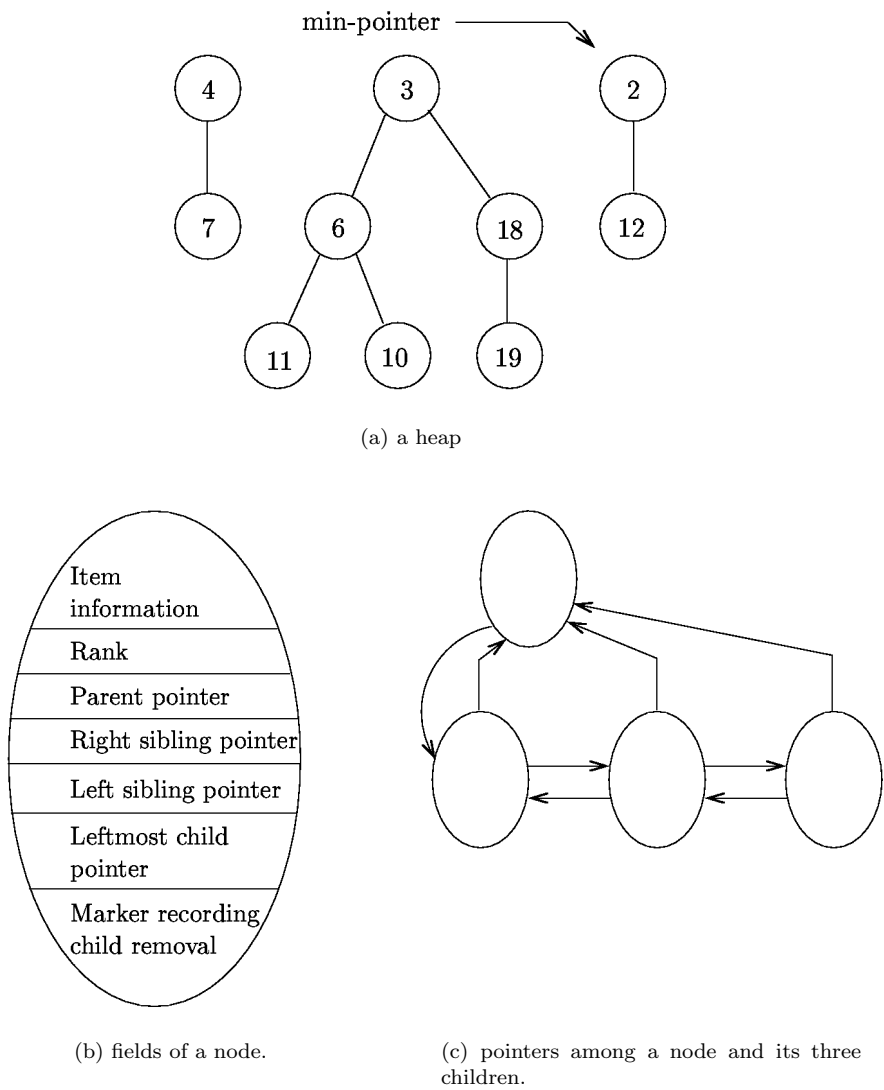 min-pointer
4 3 2
7 6 18 12
11 10 19
(a) a heap
Item
information
Rank
Parent pointer
Right sibling pointer
Left sibling pointer
Leftmost child
pointer
Marker recording
child removal
(b) fields of a node.
(c) pointers among a node and its three
children.